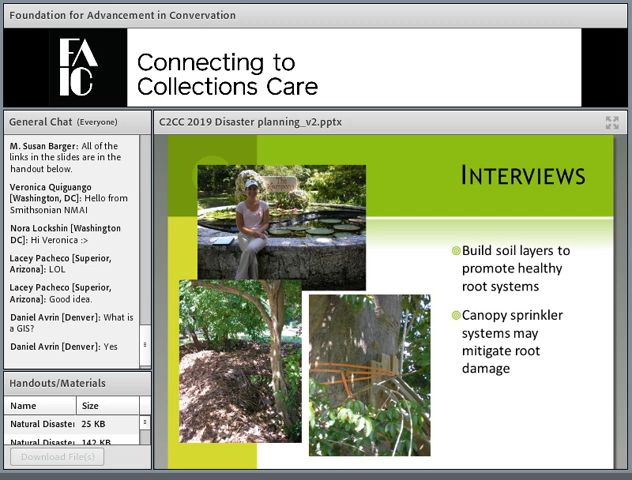 Foundation for Advancement in Convervation
FA
IC
Connecting to
Collections Care
General Chat (Everyone)
M. Susan Barger: All of the
links in the slides are in the
handout below.
Veronica Quiguango
[Washington, DC]: Hello from
Smithsonian NMAI
Nora Lockshin [Washington
DC]: Hi Veronica :>
Lacey Pacheco [Superior,
Arizona]: LOL
Lacey Pacheco [Superior,
Arizona]: Good idea.
Daniel Avrin [Denver]: What is
a GIS?
Daniel Avrin [Denver]: Yes
Handouts/Materials
Name Size
Natural Disaste 25 KB
Natural Disaste 142 KB
Download File(s)
C2CC 2019 Disaster planning_v2.pptx
INTERVIEWS
Build soil layers to
promote healthy
root systems
Canopy sprinkler
systems may
mitigate root
damage